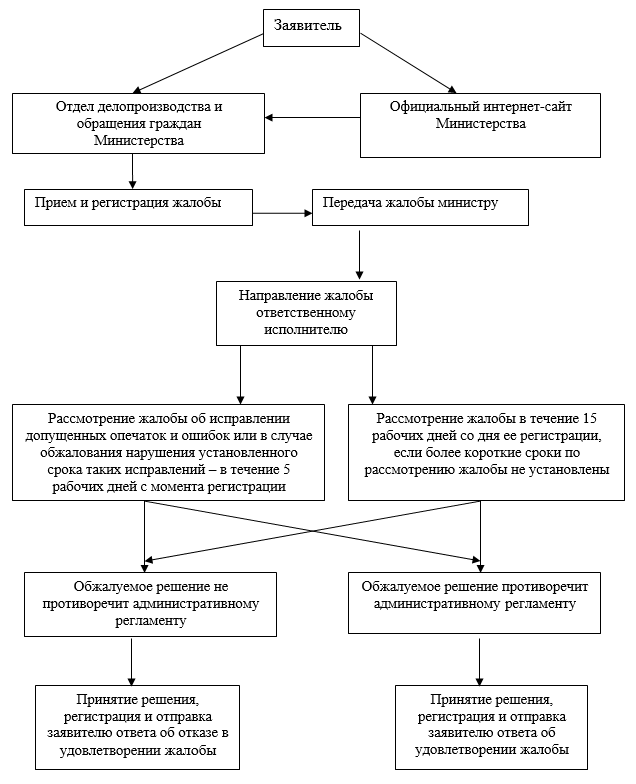 Заявитель
Отдел делопроизводства и
обращения граждан
Министерства
Официальный интернет-сайт
Министерства
Прием и регистрация жалобы
Передача жалобы министру
Направление жалобы
ответственному
исполнителю
Рассмотрение жалобы об исправлении
допущенных опечаток и ошибок или в случае
обжалования нарушения установленного
срока таких исправлений – в течение 5
рабочих дней с момента регистрации
Рассмотрение жалобы в течение 15
рабочих дней со дня ее регистрации,
если более короткие сроки по
рассмотрению жалобы не установлены
Обжалуемое решение не
противоречит административному
регламенту
Обжалуемое решение противоречит
административному регламенту
Принятие решения,
регистрация и отправка
заявителю ответа об отказе в
удовлетворении жалобы
Принятие решения,
регистрация и отправка
заявителю ответа об
удовлетворении жалобы